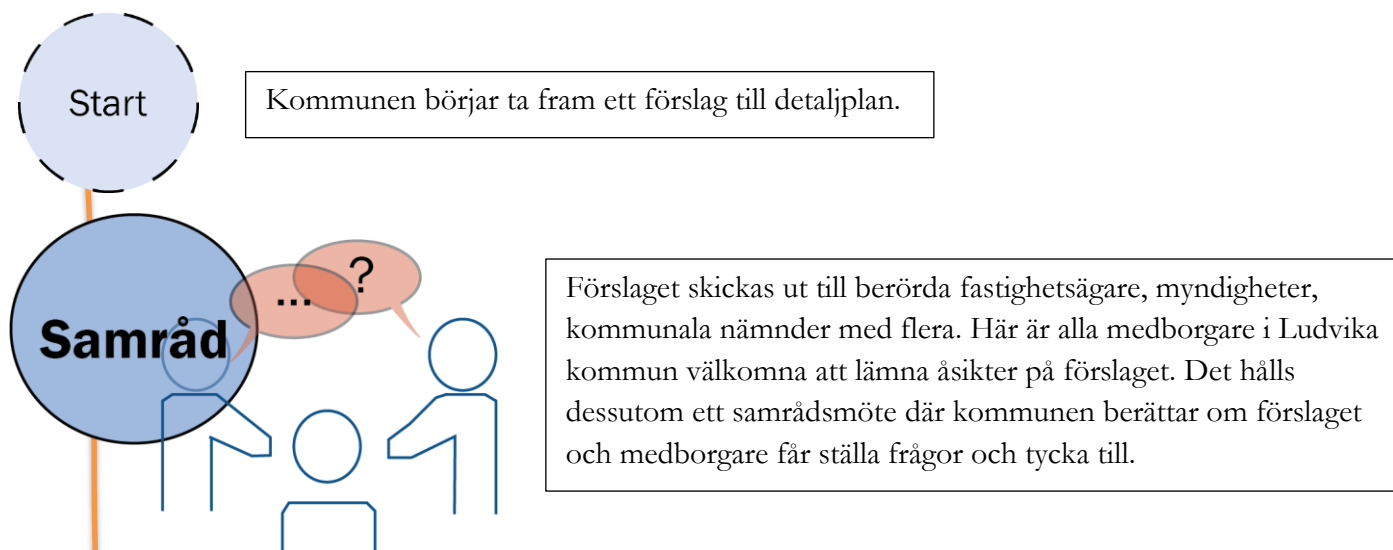 Start
Kommunen börjar ta fram ett förslag till detaljplan.
Samråd
...
?
Förslaget skickas ut till berörda fastighetsägare, myndigheter,
kommunala nämnder med flera. Här är alla medborgare i Ludvika
kommun välkomna att lämna åsikter på förslaget. Det hålls
dessutom ett samrådsmöte där kommunen berättar om förslaget
och medborgare får ställa frågor och tycka till.